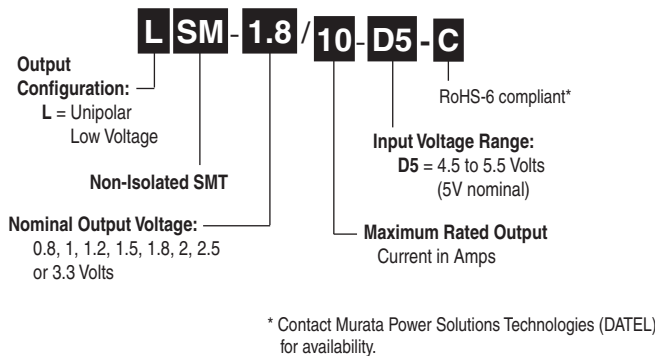 L SM - 1.8 / 10 - D5 - C
Output
Configuration:
L = Unipolar
Low Voltage
RoHS-6 compliant*
Input Voltage Range:
D5 = 4.5 to 5.5 Volts
(5V nominal)
Non-Isolated SMT
Nominal Output Voltage:
0.8, 1, 1.2, 1.5, 1.8, 2, 2.5
or 3.3 Volts
Maximum Rated Output
Current in Amps
* Contact Murata Power Solutions Technologies (DATEL)
for availability.